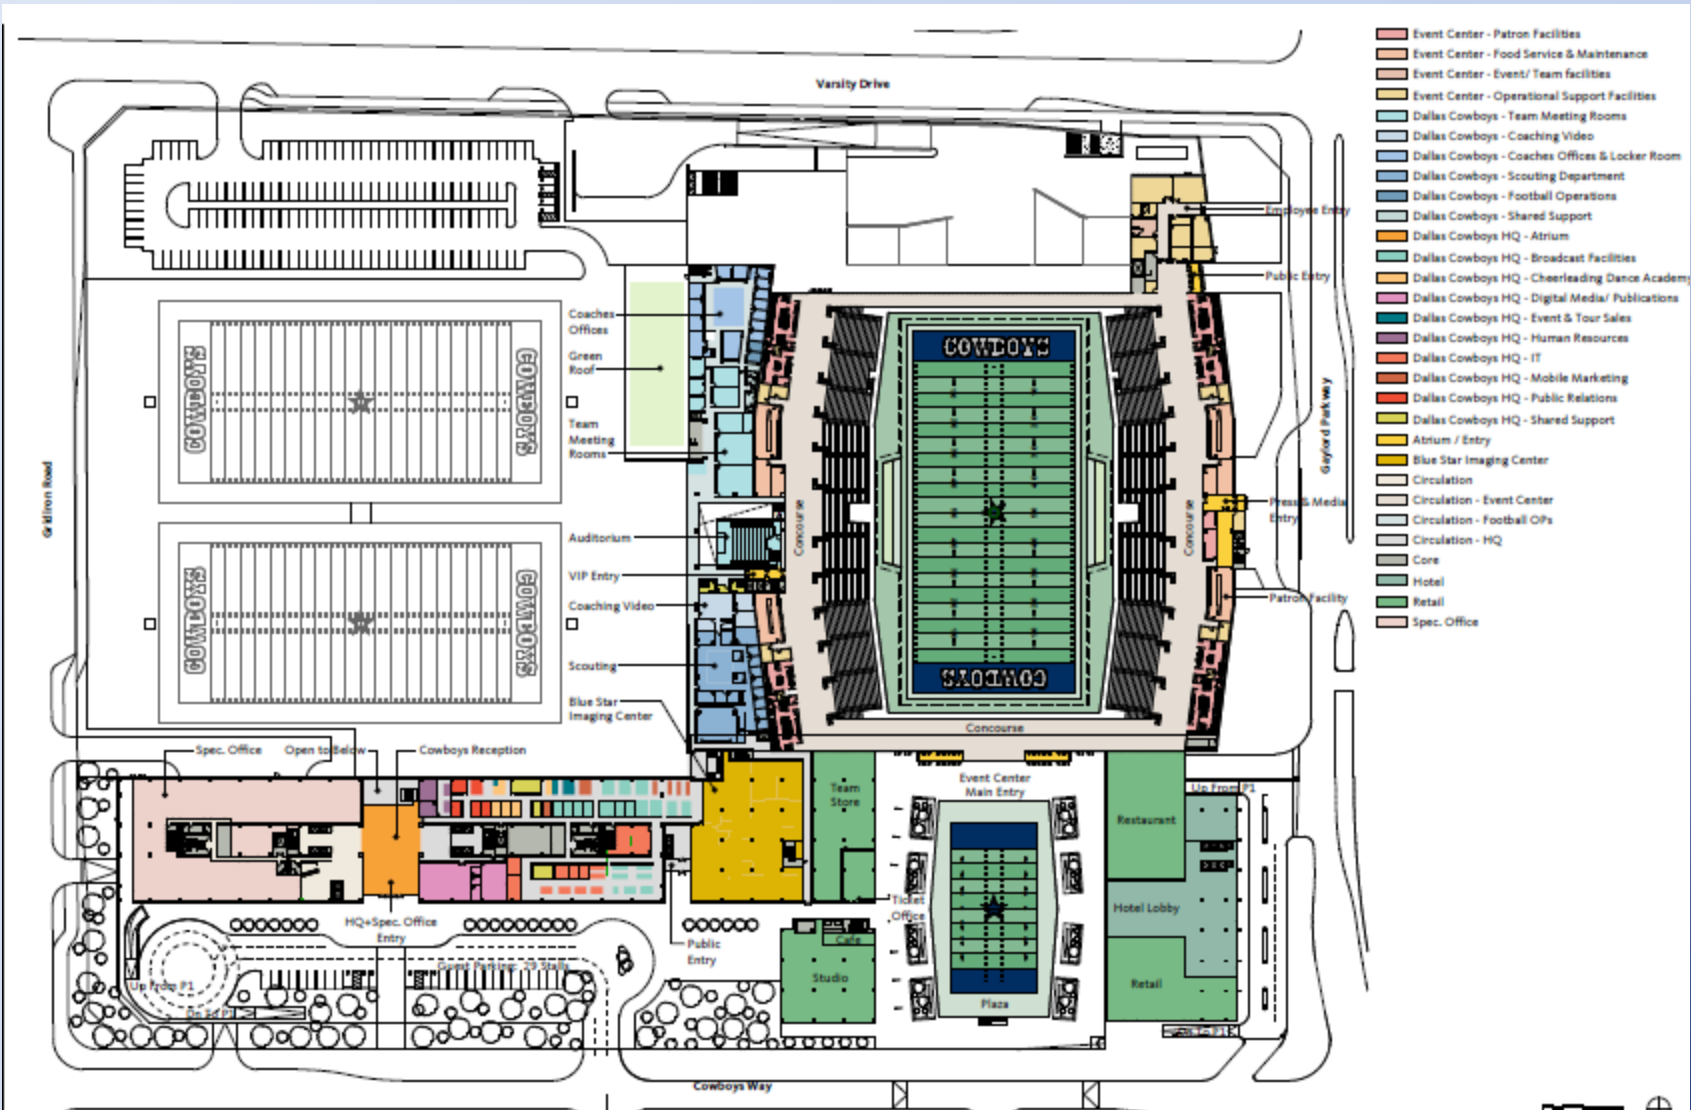 Varsity Drive
Event Center - Patron Facilities
Event Center - Food Service & Maintenance
Event Center - Event/ Team facilities
Event Center - Operational Support Facilities
Dallas Cowboys - Team Meeting Rooms
Dallas Cowboys - Coaching Video
Dallas Cowboys - Coaches Offices & Locker Room
Dallas Cowboys - Scouting Department
Dallas Cowboys - Football Operations
Dallas Cowboys - Shared Support
Dallas Cowboys HQ - Atrium
Dallas Cowboys HQ - Broadcast Facilities
Dallas Cowboys HQ - Cheerleading Dance Academy
Dallas Cowboys HQ - Digital Media/ Publications
Dallas Cowboys HQ - Event & Tour Sales
Dallas Cowboys HQ - Human Resources
Dallas Cowboys HQ - IT
Dallas Cowboys HQ - Mobile Marketing
Dallas Cowboys HQ - Public Relations
Dallas Cowboys HQ - Shared Support
Atrium / Entry
Blue Star Imaging Center
Circulation
Circulation - Event Center
Circulation - Football OPs
Circulation - HQ
Core
Hotel
Retail
Spec. Office
Employee Entry
Public Entry
Coaches
Offices
Green
Roof
Team
Meeting
Rooms
COWBOYS
COWBOYS
COWBOYS
Gridiron Road
Gaylord Parkway
Concourse
Concourse
Press & Media
Entry
Auditorium
VIP Entry
Coaching Video
Patron Facility
COWBOYS
COWBOYS
Scouting
COWBOYS
Blue Star
Imaging Center
Concourse
Spec. Office
Open to Below
Cowboys Reception
Event Center
Main Entry
Team
Store
Up From P1
Restaurant
Ticket
Office
Hotel Lobby
HQ+Spec. Office
Entry
Public
Entry
Cafe
Guest Parking: 29 Stalls
Studio
Retail
Up From P1
Plaza
Dn To P1
Dn To P1
Cowboys Way